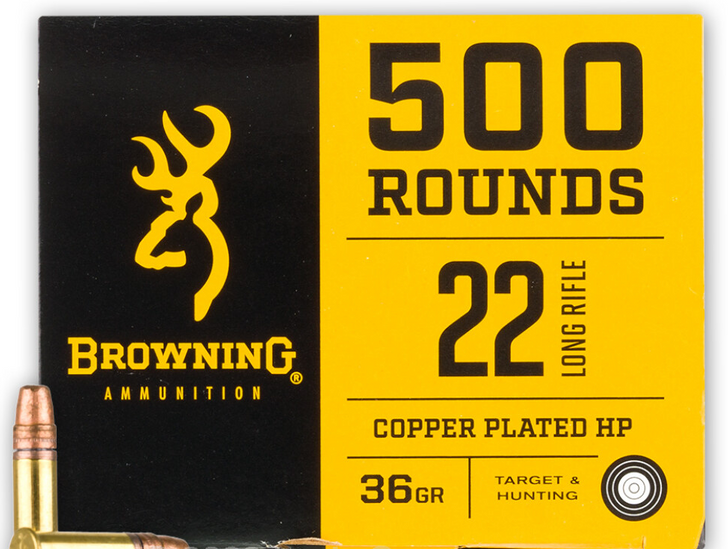 500
ROUNDS
22
LONG RIFLE
BROWNING®
AMMUNITION
COPPER PLATED HP
36GR
TARGET &
HUNTING